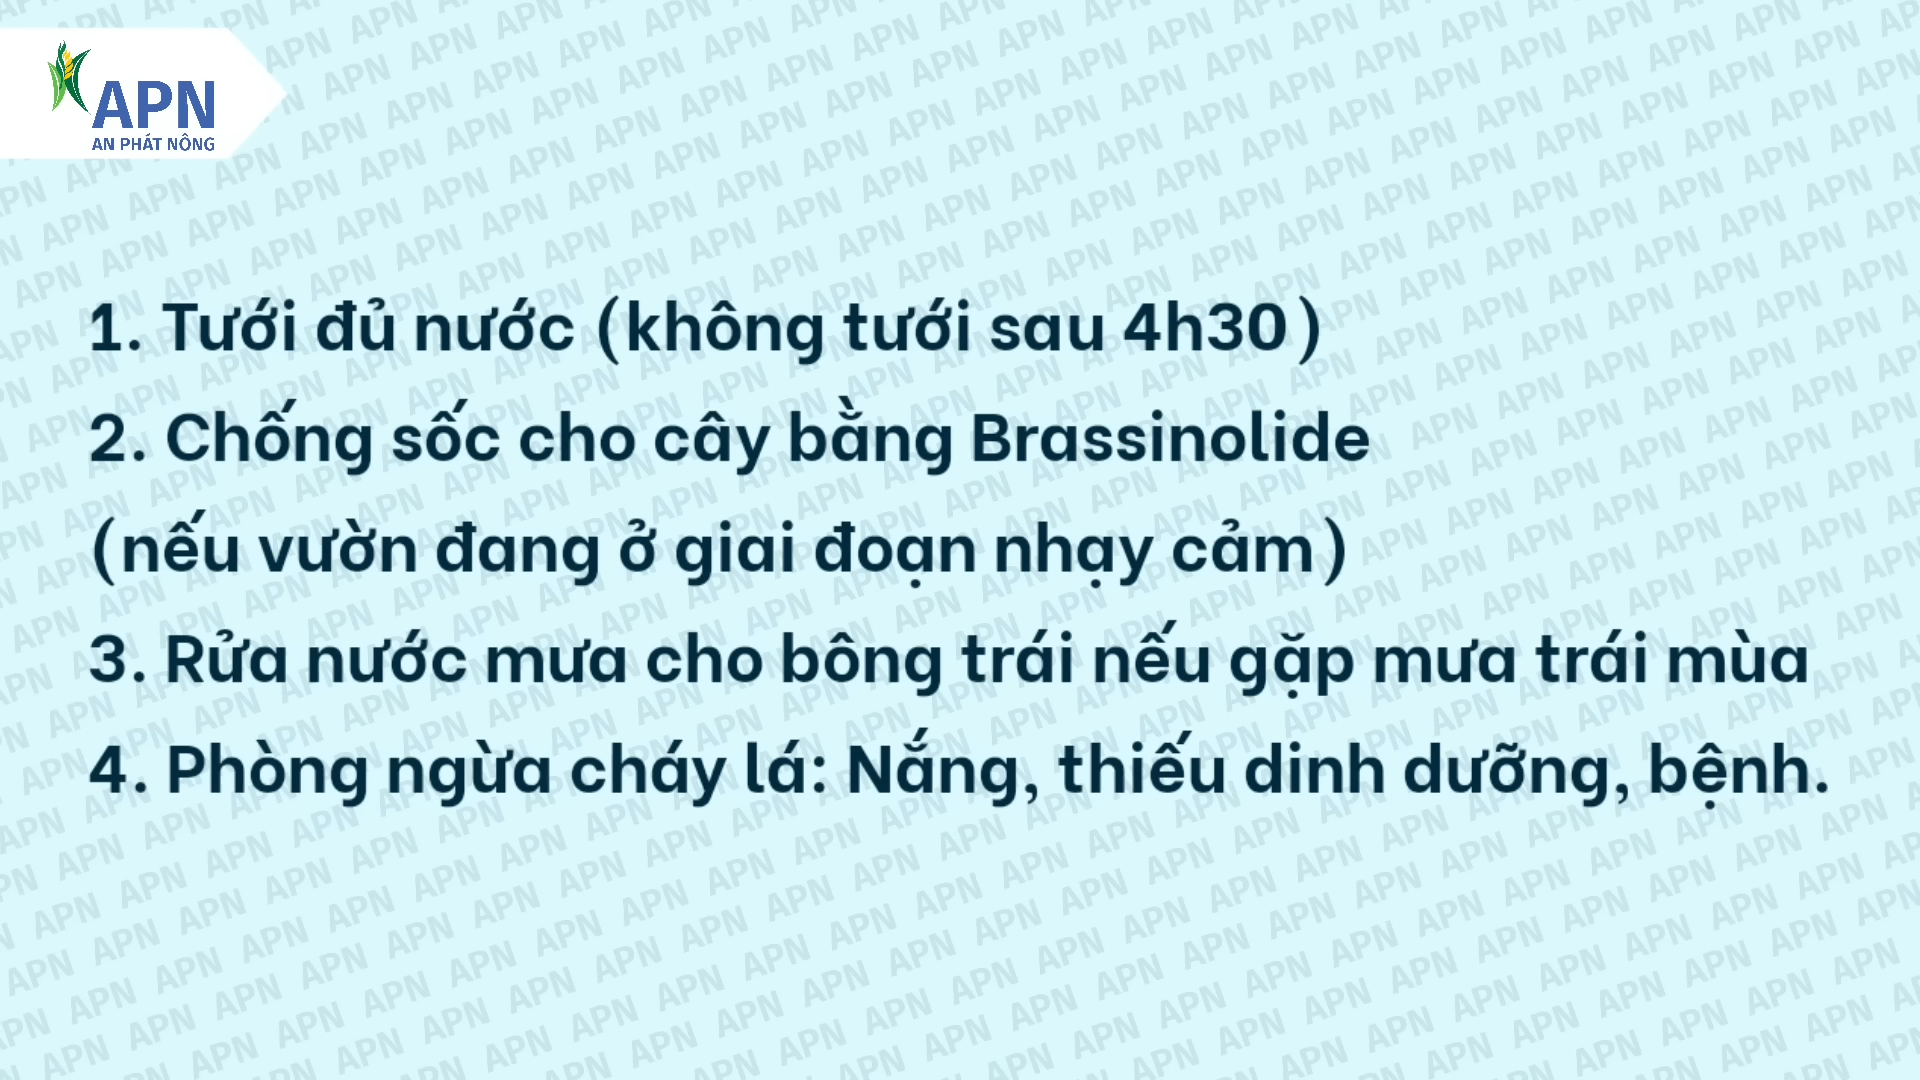 APN
AN PHÁT NÔNG
1. Tưới đủ nước (không tưới sau 4h30)
2. Chống sốc cho cây bằng Brassinolide
(nếu vườn đang ở giai đoạn nhạy cảm)
3. Rửa nước mưa cho bông trái nếu gặp mưa trái mùa
4. Phòng ngừa cháy lá: Nắng, thiếu dinh dưỡng, bệnh.